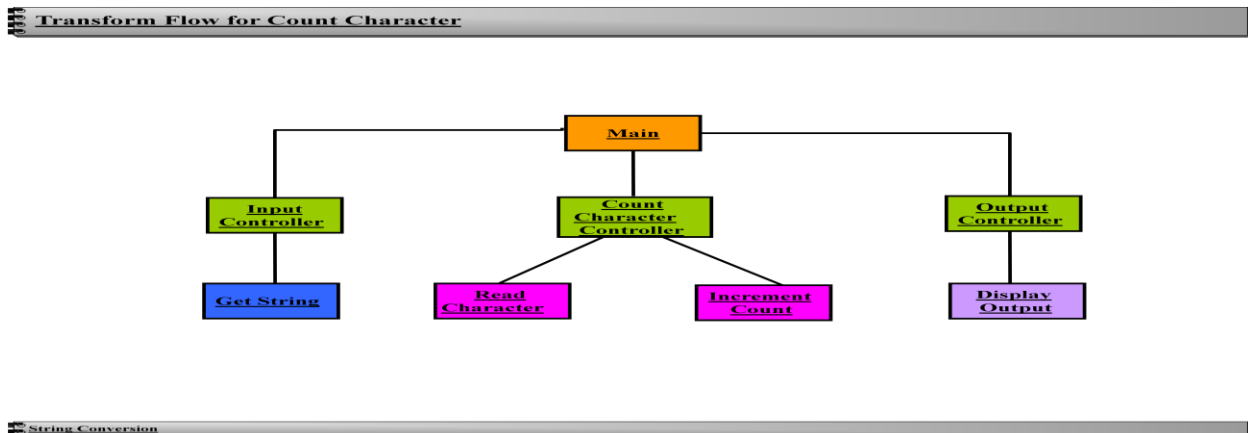 Transform Flow for Count Character
Main
Input
Controller
Count
Character
Controller
Output
Controller
Get String
Read
Character
Increment
Count
Display
Output
String Conversion